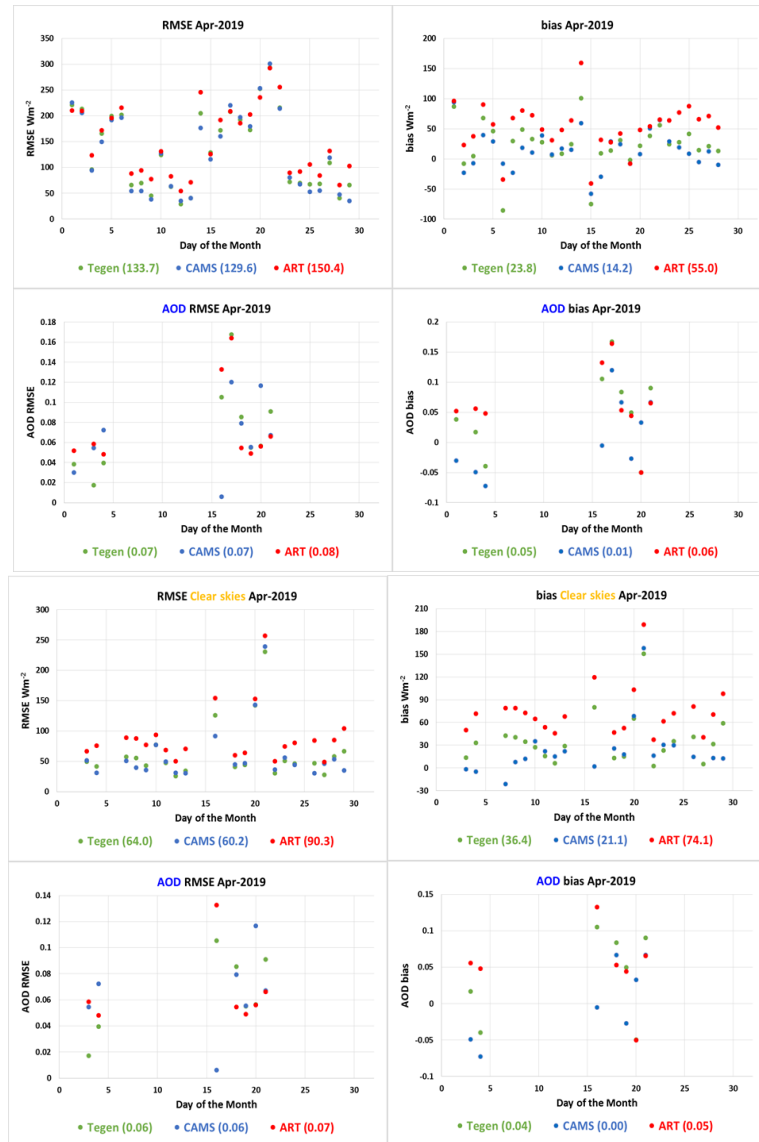 RMSE Apr-2019
RMSE Wm-2
350
300
250
200
150
100
50
0
0 5 10 15 20 25 30
Day of the Month
Tegen (133.7) CAMS (129.6) ART (150.4)
bias Apr-2019
bias Wm-2
200
150
100
50
0
-50
-100
0 5 10 15 20 25 30
Day of the Month
Tegen (23.8) CAMS (14.2) ART (55.0)
AOD RMSE Apr-2019
AOD RMSE
0.18
0.16
0.14
0.12
0.1
0.08
0.06
0.04
0.02
0
0 5 10 15 20 25 30
Day of the Month
Tegen (0.07) CAMS (0.07) ART (0.08)
AOD bias Apr-2019
AOD bias
0.2
0.15
0.1
0.05
0
-0.05
-0.1
0 5 10 15 20 25 30
Day of the Month
Tegen (0.05) CAMS (0.01) ART (0.06)
RMSE Clear skies Apr-2019
RMSE Wm-2
300
250
200
150
100
50
0
0 5 10 15 20 25 30
Day of the Month
Tegen (64.0) CAMS (60.2) ART (90.3)
bias Clear skies Apr-2019
bias Wm-2
210
180
150
120
90
60
30
0
-30
0 5 10 15 20 25 30
Day of the Month
Tegen (36.4) CAMS (21.1) ART (74.1)
AOD RMSE Apr-2019
AOD RMSE
0.14
0.12
0.1
0.08
0.06
0.04
0.02
0
0 5 10 15 20 25 30
Day of the Month
Tegen (0.06) CAMS (0.06) ART (0.07)
AOD bias Apr-2019
AOD bias
0.15
0.1
0.05
0
-0.05
-0.1
0 5 10 15 20 25 30
Day of the Month
Tegen (0.04) CAMS (0.00) ART (0.05)